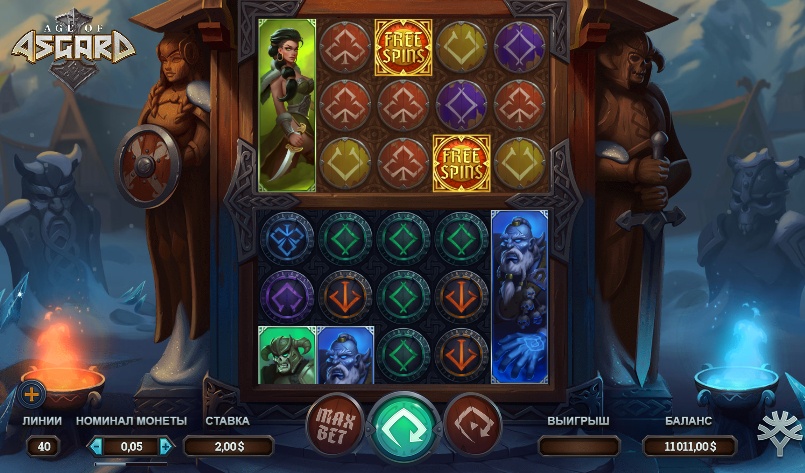 AGE OF
ASGARD
FREE
SPINS
FREE
SPINS
MAX
BET
ЛИНИИ
НОМИНАЛ МОНЕТЫ
СТАВКА
ВЫИГРЫШ
БАЛАНС
40
0,05
2,00$
11011,00$